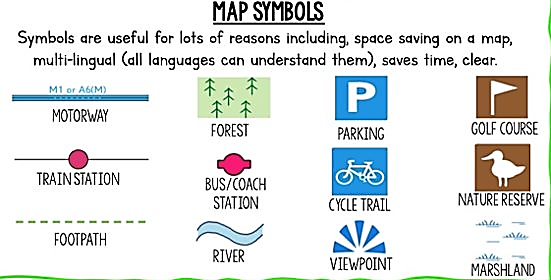 MAP SYMBOLS
Symbols are useful for lots of reasons including, space saving on a map,
multi-lingual (all languages can understand them), saves time, clear.
M1 or A6(M)
MOTORWAY
FOREST
P
PARKING
GOLF COURSE
TRAIN STATION
BUS/COACH
STATION
CYCLE TRAIL
NATURE RESERVE
FOOTPATH
RIVER
VIEWPOINT
MARSHLAND